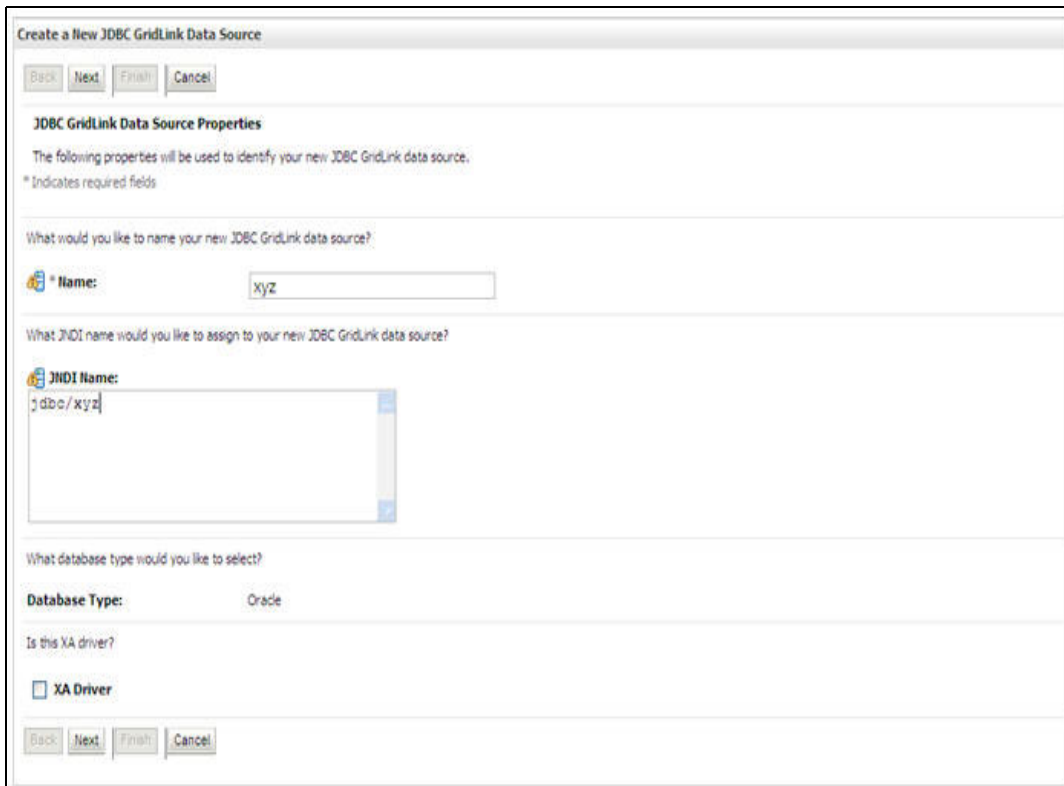 Create a New JDBC GridLink Data Source
Back Next Finish Cancel
JDBC GridLink Data Source Properties
The following properties will be used to identify your new JDBC GridLink data source.
* Indicates required fields
What would you like to name your new JDBC GridLink data source?
* Name: xyz
What JNDI name would you like to assign to your new JDBC GridLink data source?
JNDI Name:
jdbc/xyz
What database type would you like to select?
Database Type: Oracle
Is this XA driver?
XA Driver
Back Next Finish Cancel